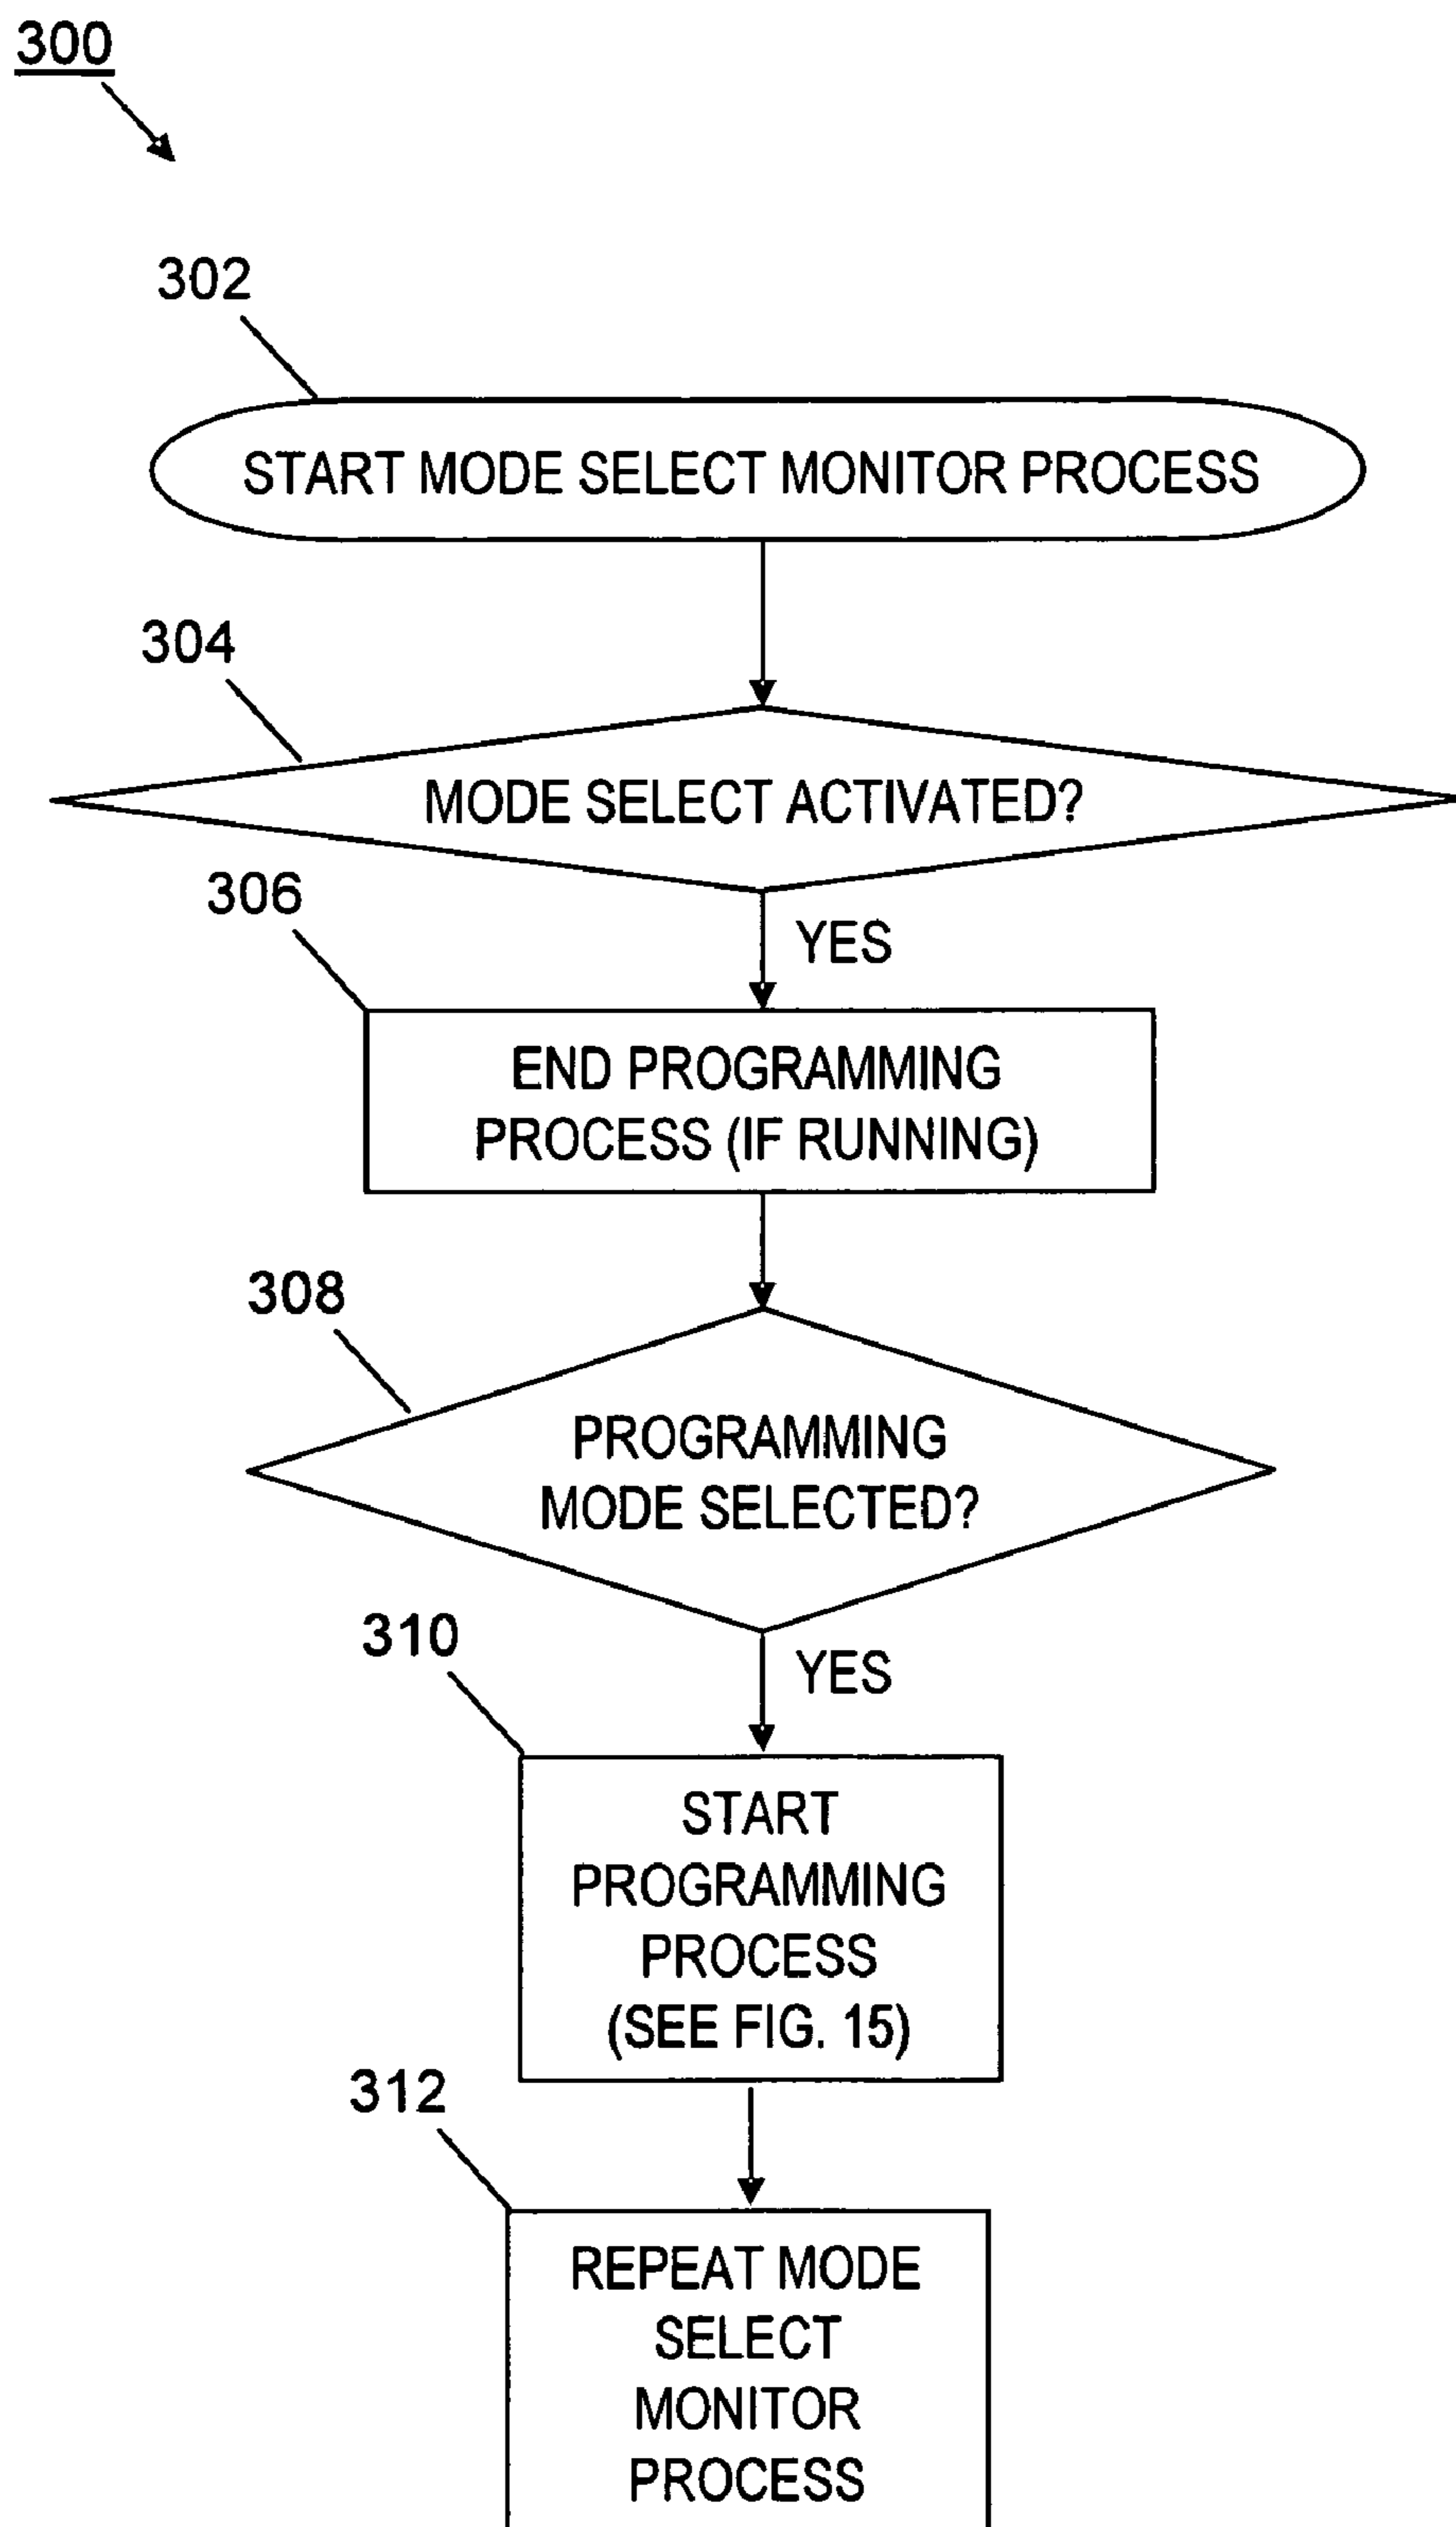 300
302
START MODE SELECT MONITOR PROCESS
304
MODE SELECT ACTIVATED?
306
YES
END PROGRAMMING
PROCESS (IF RUNNING)
308
PROGRAMMING
MODE SELECTED?
310
YES
START
PROGRAMMING
PROCESS
(SEE FIG. 15)
312
REPEAT MODE
SELECT
MONITOR
PROCESS